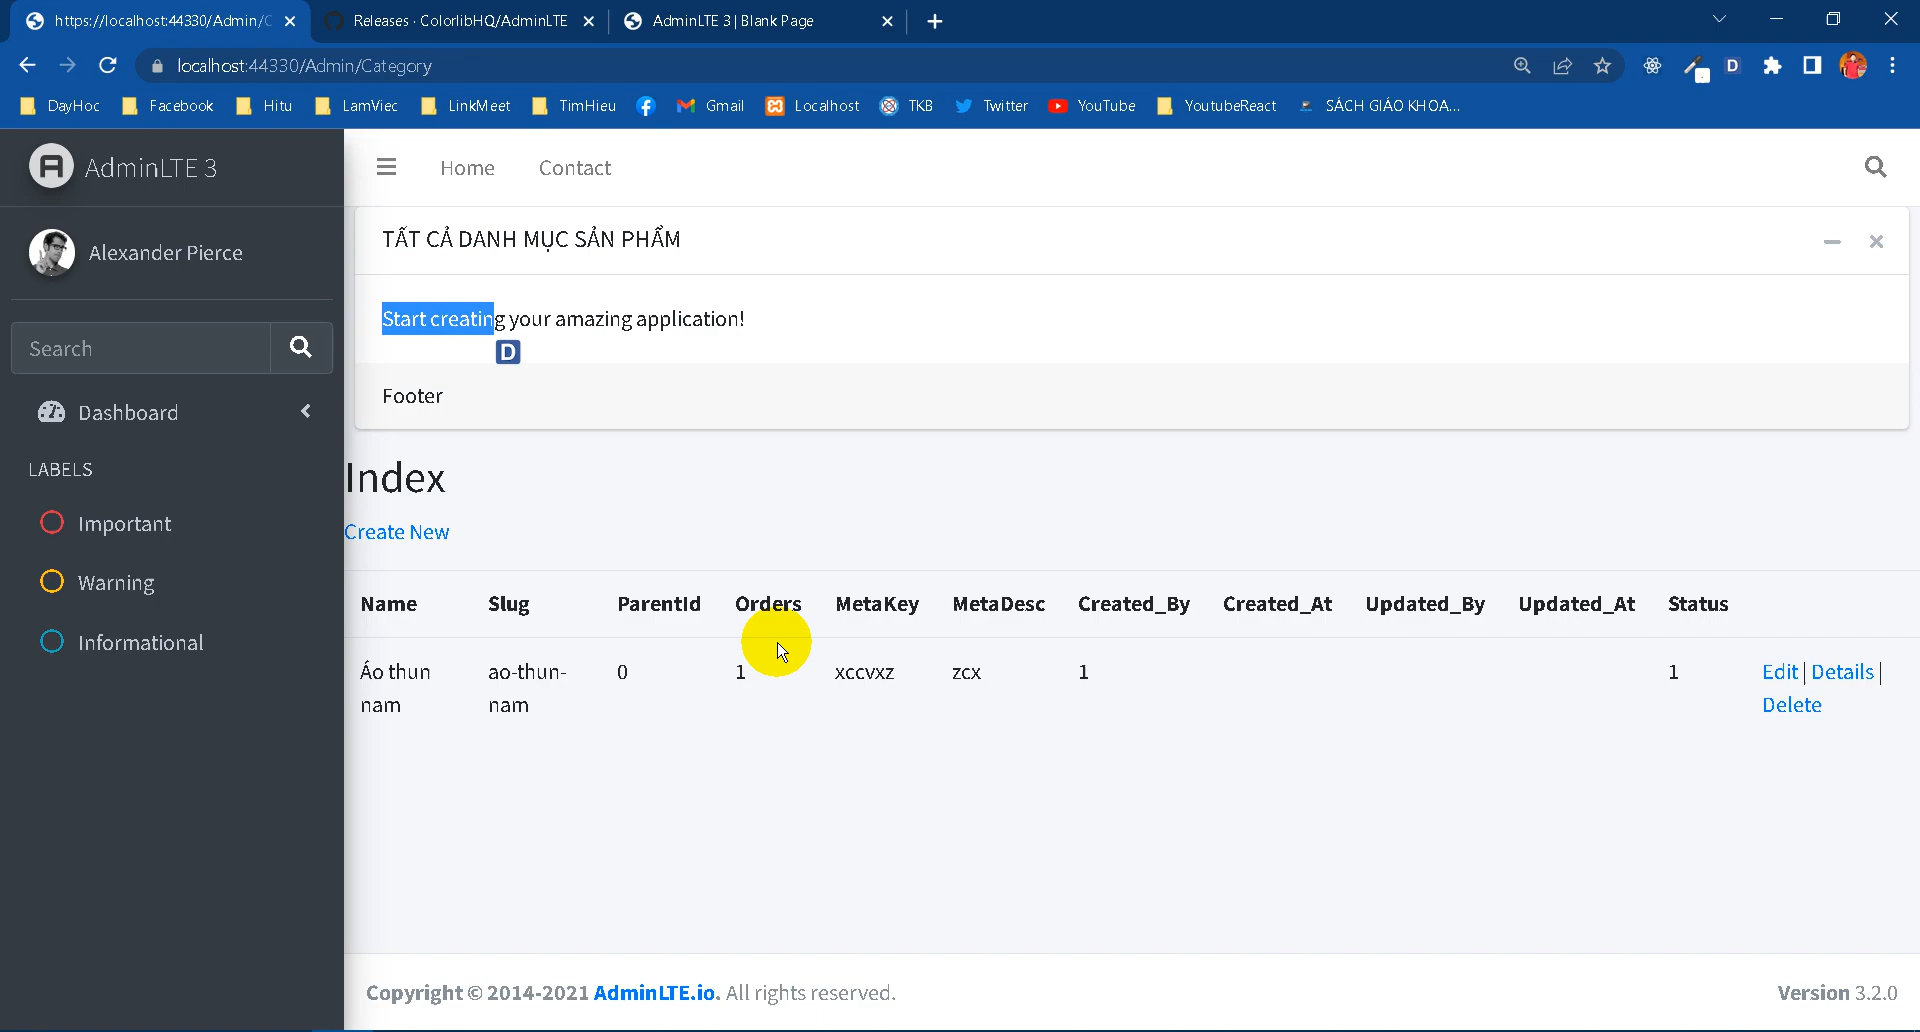 https://localhost:44330/Admin/C
Releases · ColorlibHQ/AdminLTE
AdminLTE 3 | Blank Page
localhost:44330/Admin/Category
DayHoc Facebook Hitu LamViec LinkMeet TimHieu Gmail Localhost TKB Twitter YouTube YoutubeReact SÁCH GIÁO KHOA...
AdminLTE 3
Home Contact
Alexander Pierce
Search
Dashboard
LABELS
Important
Warning
Informational
TẤT CẢ DANH MỤC SẢN PHẨM
Start creating your amazing application!
D
Footer
Index
Create New
Name Slug ParentId Orders MetaKey MetaDesc Created_By Created_At Updated_By Updated_At Status
Áo thun ao-thun- 0 1 xccvxz zcx 1 1 Edit | Details |
nam nam Delete
Copyright © 2014-2021 AdminLTE.io. All rights reserved.
Version 3.2.0